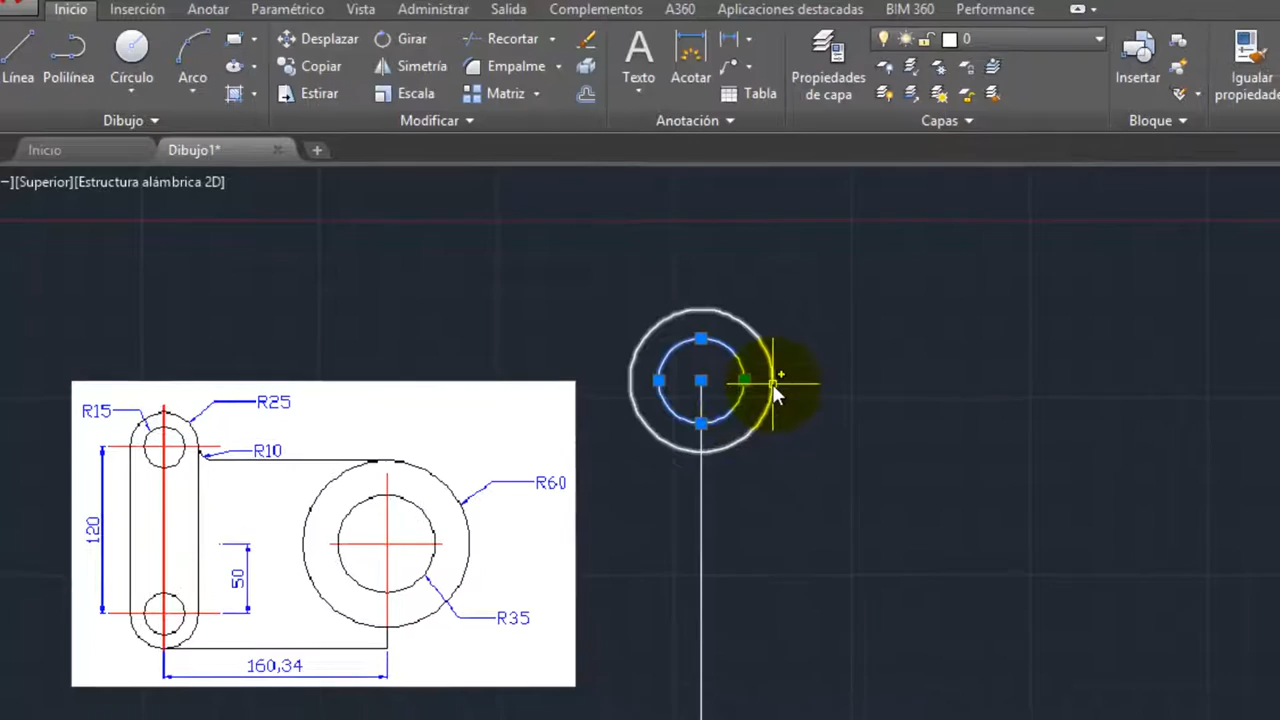 Inicio Inserción Anotar Paramétrico Vista Administrar Salida Complementos A360 Aplicaciones destacadas BIM 360 Performance
Línea Polilínea Círculo Arco
Desplazar Girar Recortar
Copiar Simetría Empalme
Estirar Escala Matriz
Texto Acotar Tabla
Propiedades de capa
0
Insertar
Igualar
propiedade
Dibujo Modificar Anotación Capas Bloque
Inicio Dibujo1* +
−][Superior][Estructura alámbrica 2D]
R15 R25
R10
R60
120
50
R35
160,34